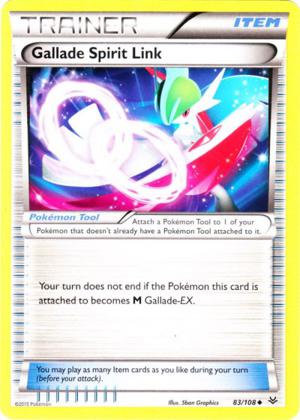 TRAINER ITEM
Gallade Spirit Link
Pokémon Tool Attach a Pokémon Tool to 1 of your
Pokémon that doesn't already have a Pokémon Tool attached to it.
Your turn does not end if the Pokémon this card is
attached to becomes M Gallade-EX.
You may play as many Item cards as you like during your turn
(before your attack).
©2015 Pokémon Illus. 5ban Graphics 83/108